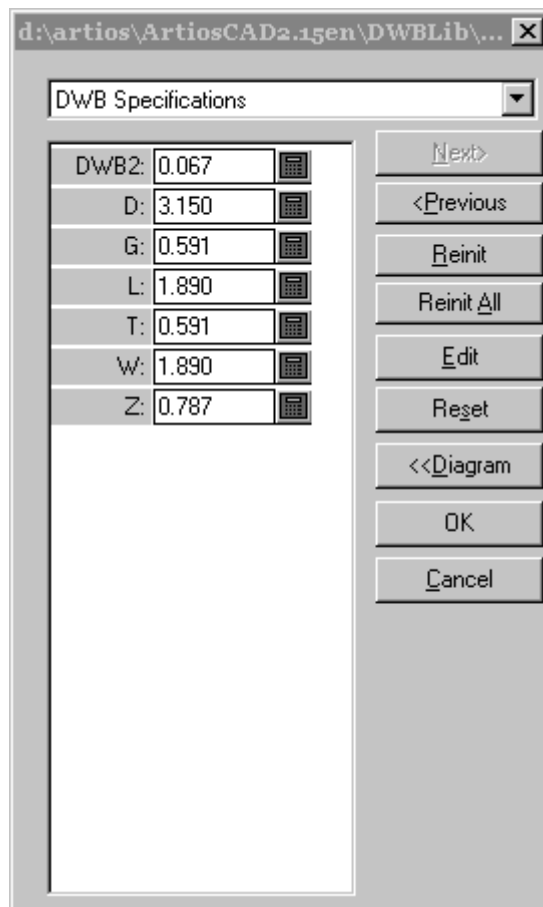 d:\artios\ArtiosCAD2.15en\DWBLib\...
DWB Specifications
DWB2: 0.067
D: 3.150
G: 0.591
L: 1.890
T: 0.591
W: 1.890
Z: 0.787
Next>
<Previous
Reinit
Reinit All
Edit
Reset
<<Diagram
OK
Cancel